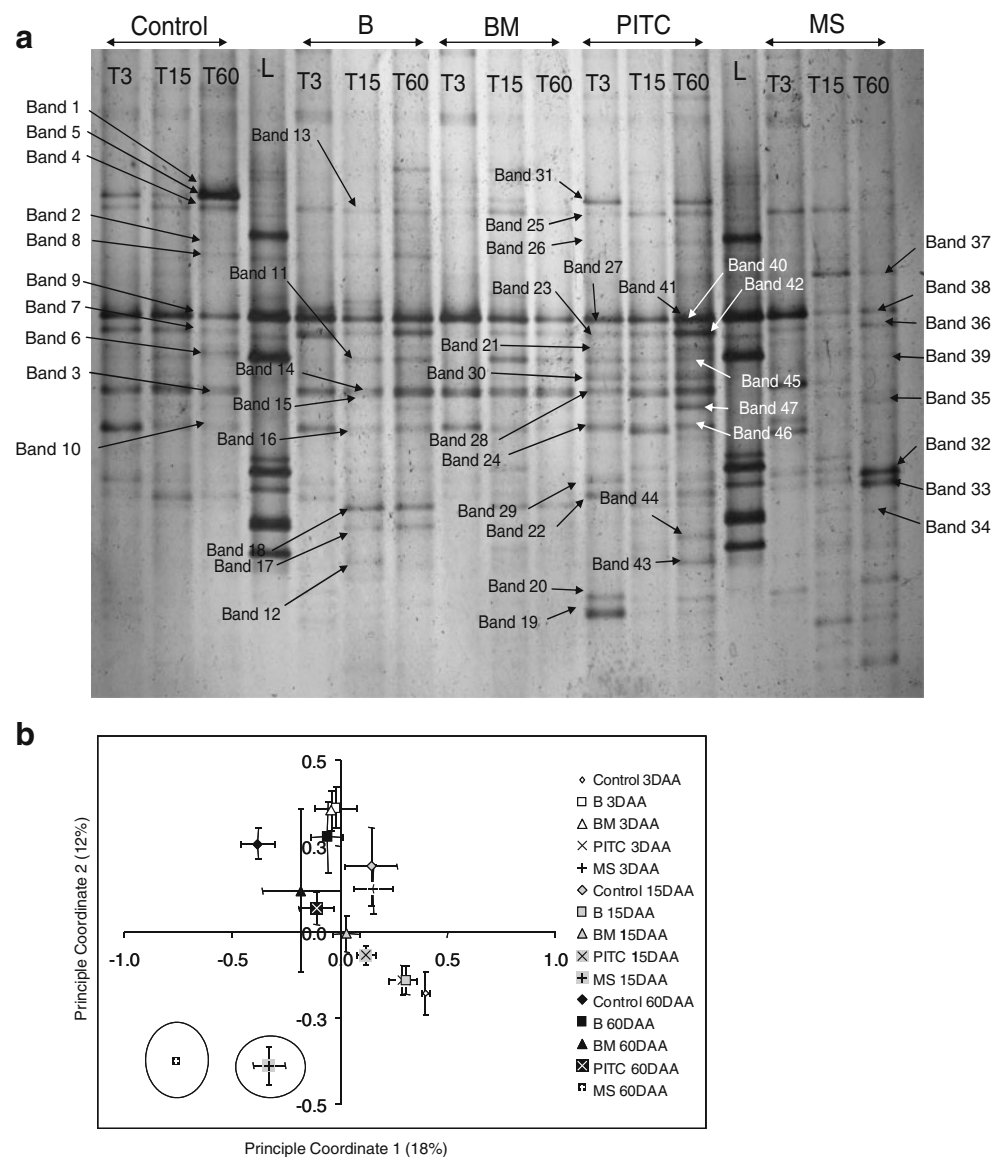 a
Control B BM PITC MS
T3 T15 T60 L T3 T15 T60 T3 T15 T60 T3 T15 T60 L T3 T15 T60
Band 1
Band 5
Band 4
Band 2
Band 8
Band 9
Band 7
Band 6
Band 3
Band 10
Band 13
Band 11
Band 14
Band 15
Band 16
Band 18
Band 17
Band 12
Band 31
Band 25
Band 26
Band 27
Band 23
Band 21
Band 30
Band 28
Band 24
Band 29
Band 22
Band 20
Band 19
Band 41
Band 40
Band 42
Band 45
Band 47
Band 46
Band 44
Band 43
Band 37
Band 38
Band 36
Band 39
Band 35
Band 32
Band 33
Band 34
b
Principle Coordinate 2 (12%)
0.5
0.3
0.0
-0.3
-0.5
-1.0 -0.5 0.0 0.5 1.0
Control 3DAA
B 3DAA
BM 3DAA
PITC 3DAA
MS 3DAA
Control 15DAA
B 15DAA
BM 15DAA
PITC 15DAA
MS 15DAA
Control 60DAA
B 60DAA
BM 60DAA
PITC 60DAA
MS 60DAA
Principle Coordinate 1 (18%)